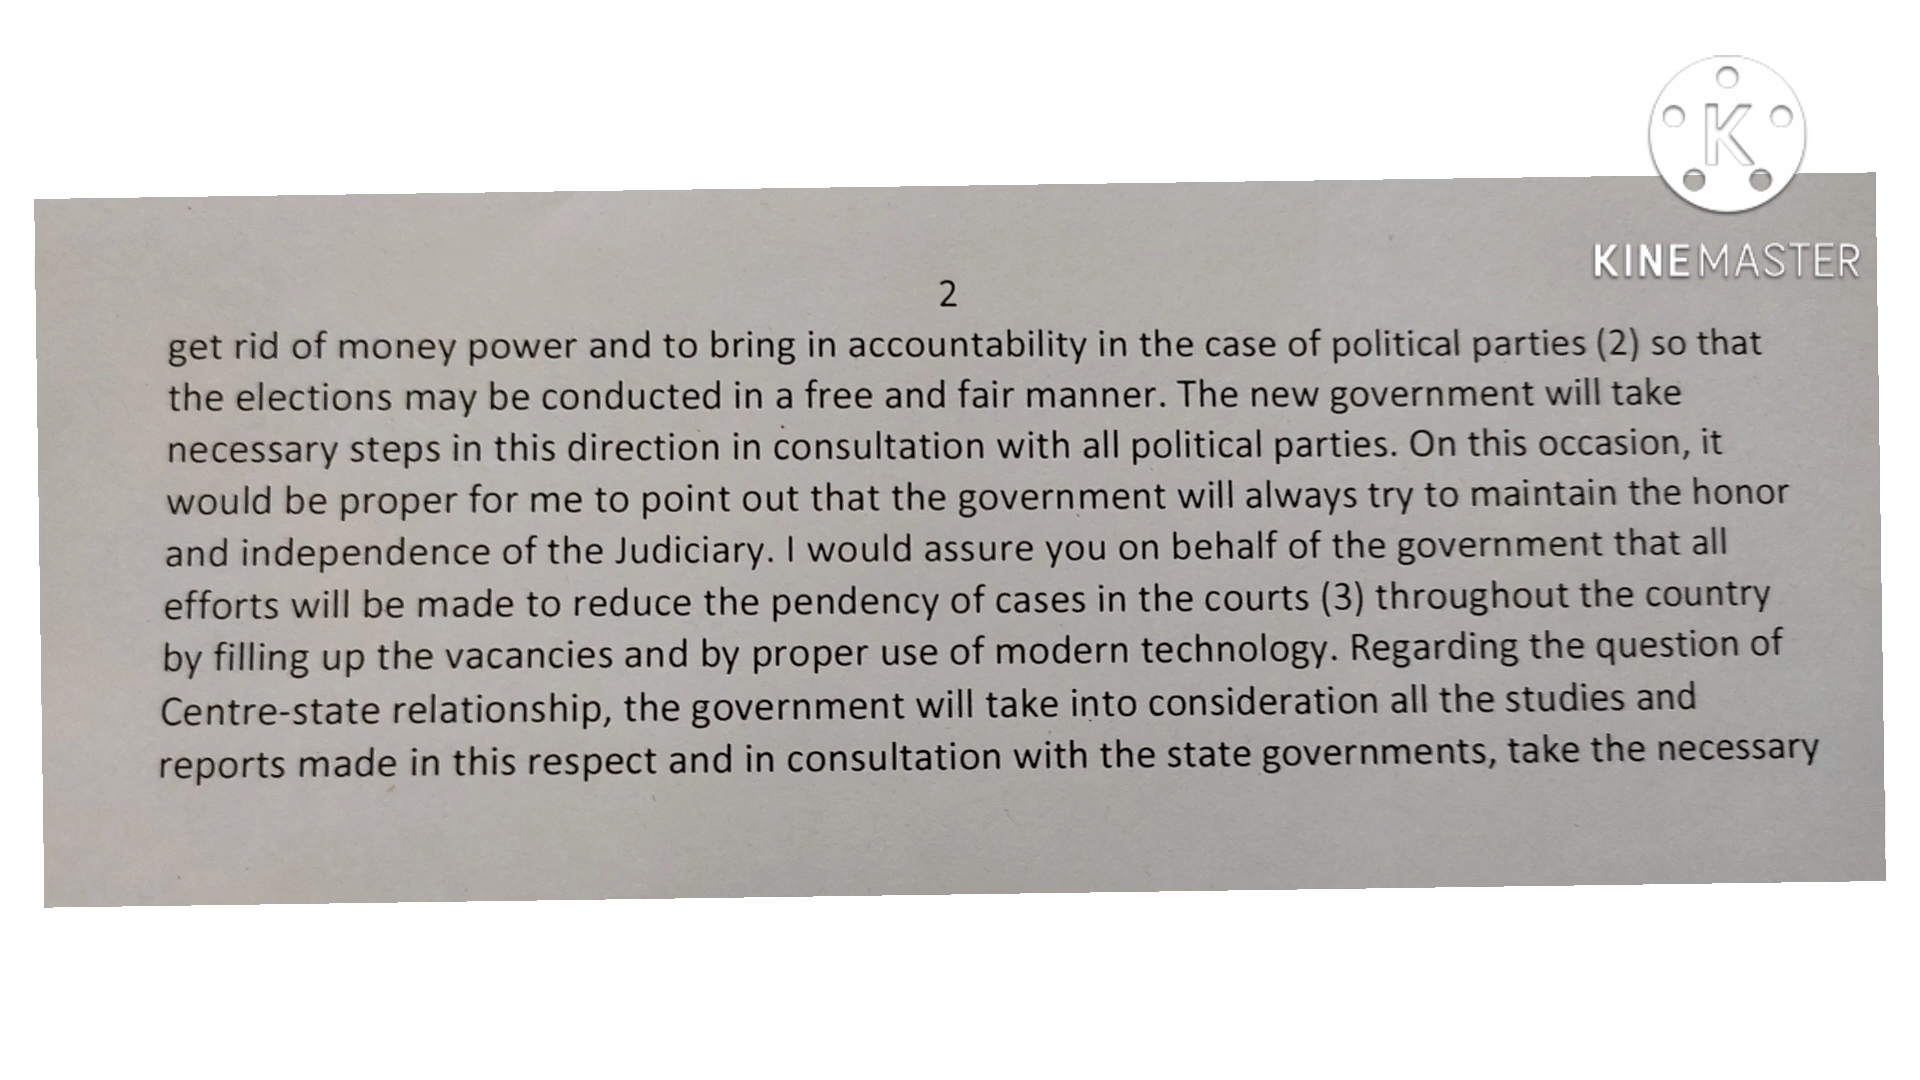 K
KINEMASTER
2
get rid of money power and to bring in accountability in the case of political parties (2) so that
the elections may be conducted in a free and fair manner. The new government will take
necessary steps in this direction in consultation with all political parties. On this occasion, it
would be proper for me to point out that the government will always try to maintain the honor
and independence of the Judiciary. I would assure you on behalf of the government that all
efforts will be made to reduce the pendency of cases in the courts (3) throughout the country
by filling up the vacancies and by proper use of modern technology. Regarding the question of
Centre-state relationship, the government will take into consideration all the studies and
reports made in this respect and in consultation with the state governments, take the necessary